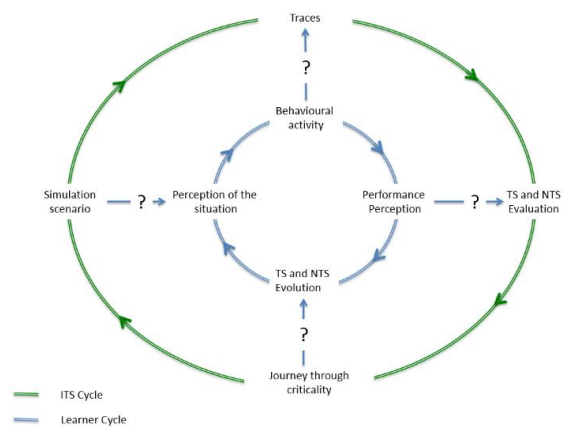 Traces
?
Behavioural
activity
Simulation
scenario
?
Perception of the
situation
Performance
Perception
?
TS and NTS
Evaluation
TS and NTS
Evolution
?
Journey through
criticality
ITS Cycle
Learner Cycle